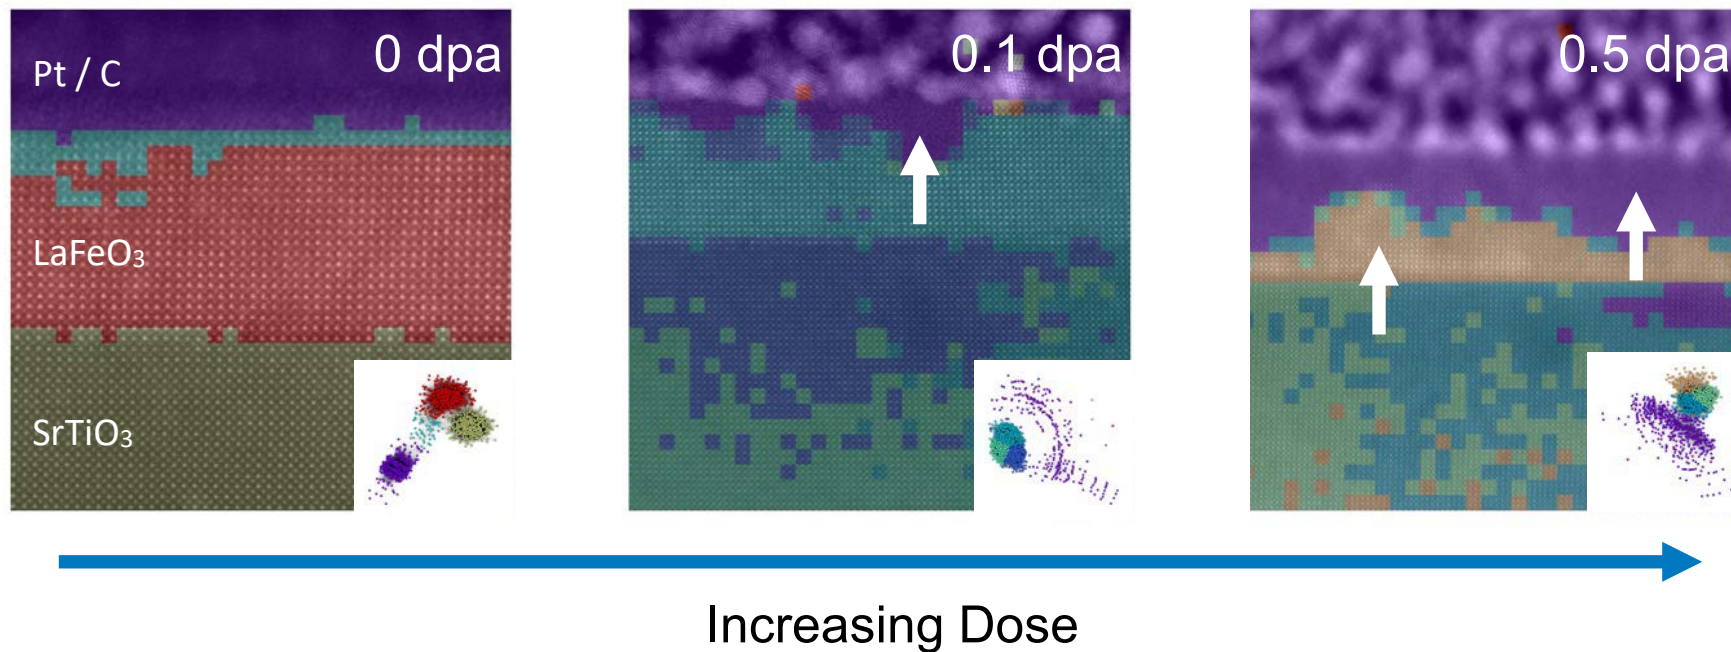 0 dpa
Pt / C
LaFeO₃
SrTiO₃
0.1 dpa
0.5 dpa
Increasing Dose